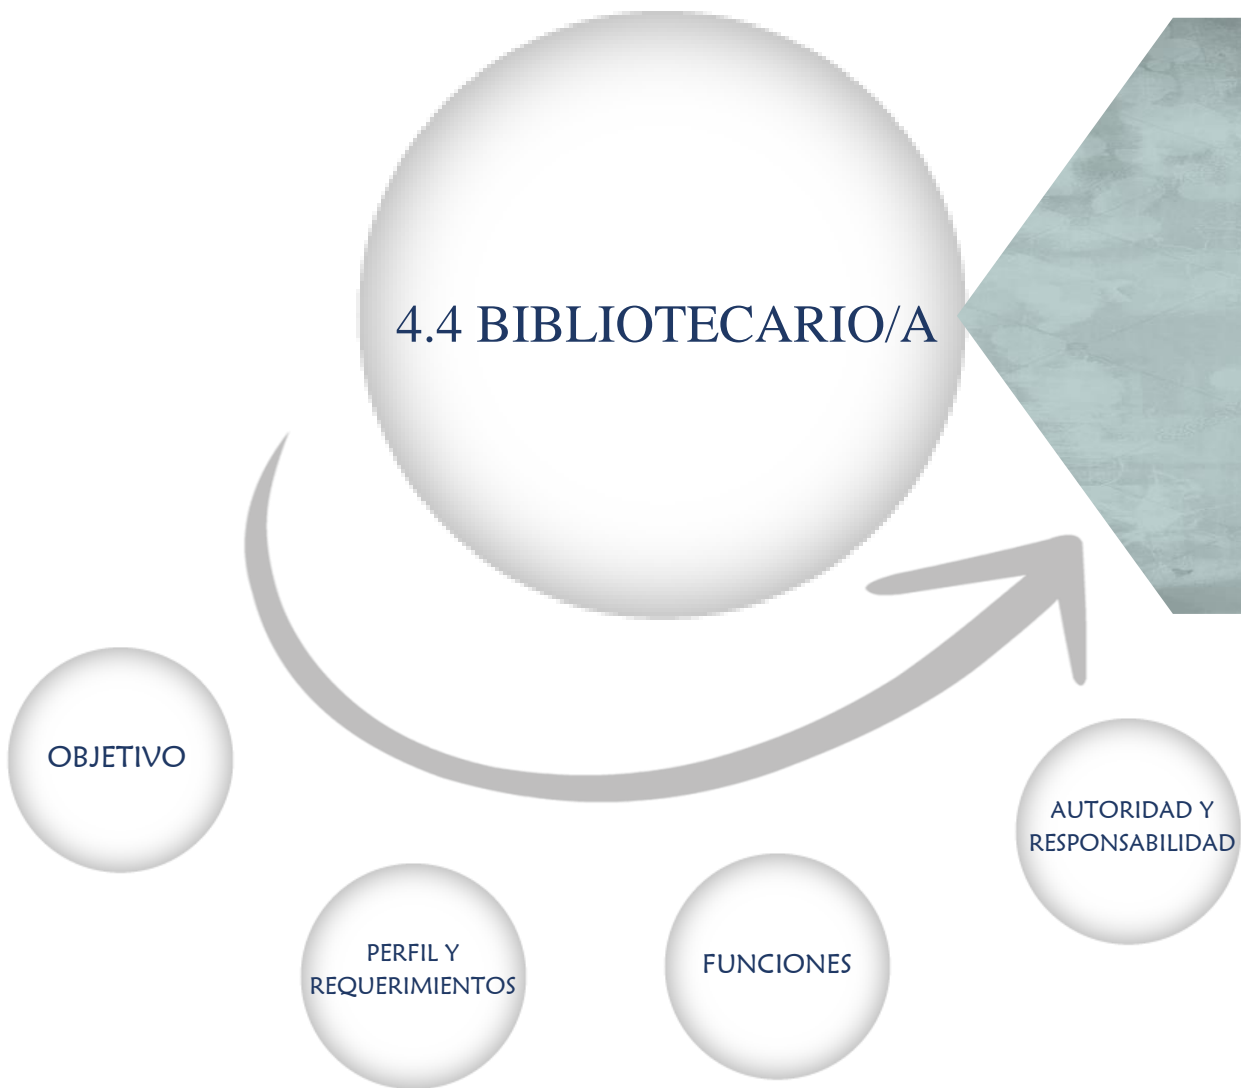 4.4 BIBLIOTECARIO/A
OBJETIVO
PERFIL Y
REQUERIMIENTOS
FUNCIONES
AUTORIDAD Y
RESPONSABILIDAD